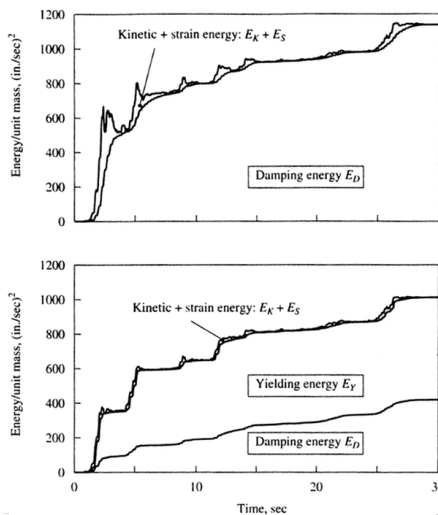 1200
1000
800
600
400
200
0
Energy/unit mass, (in./sec)²
Kinetic + strain energy: E_K + E_S
Damping energy E_D
1200
1000
800
600
400
200
0
Energy/unit mass, (in./sec)²
Kinetic + strain energy: E_K + E_S
Yielding energy E_Y
Damping energy E_D
0 10 20 3
Time, sec